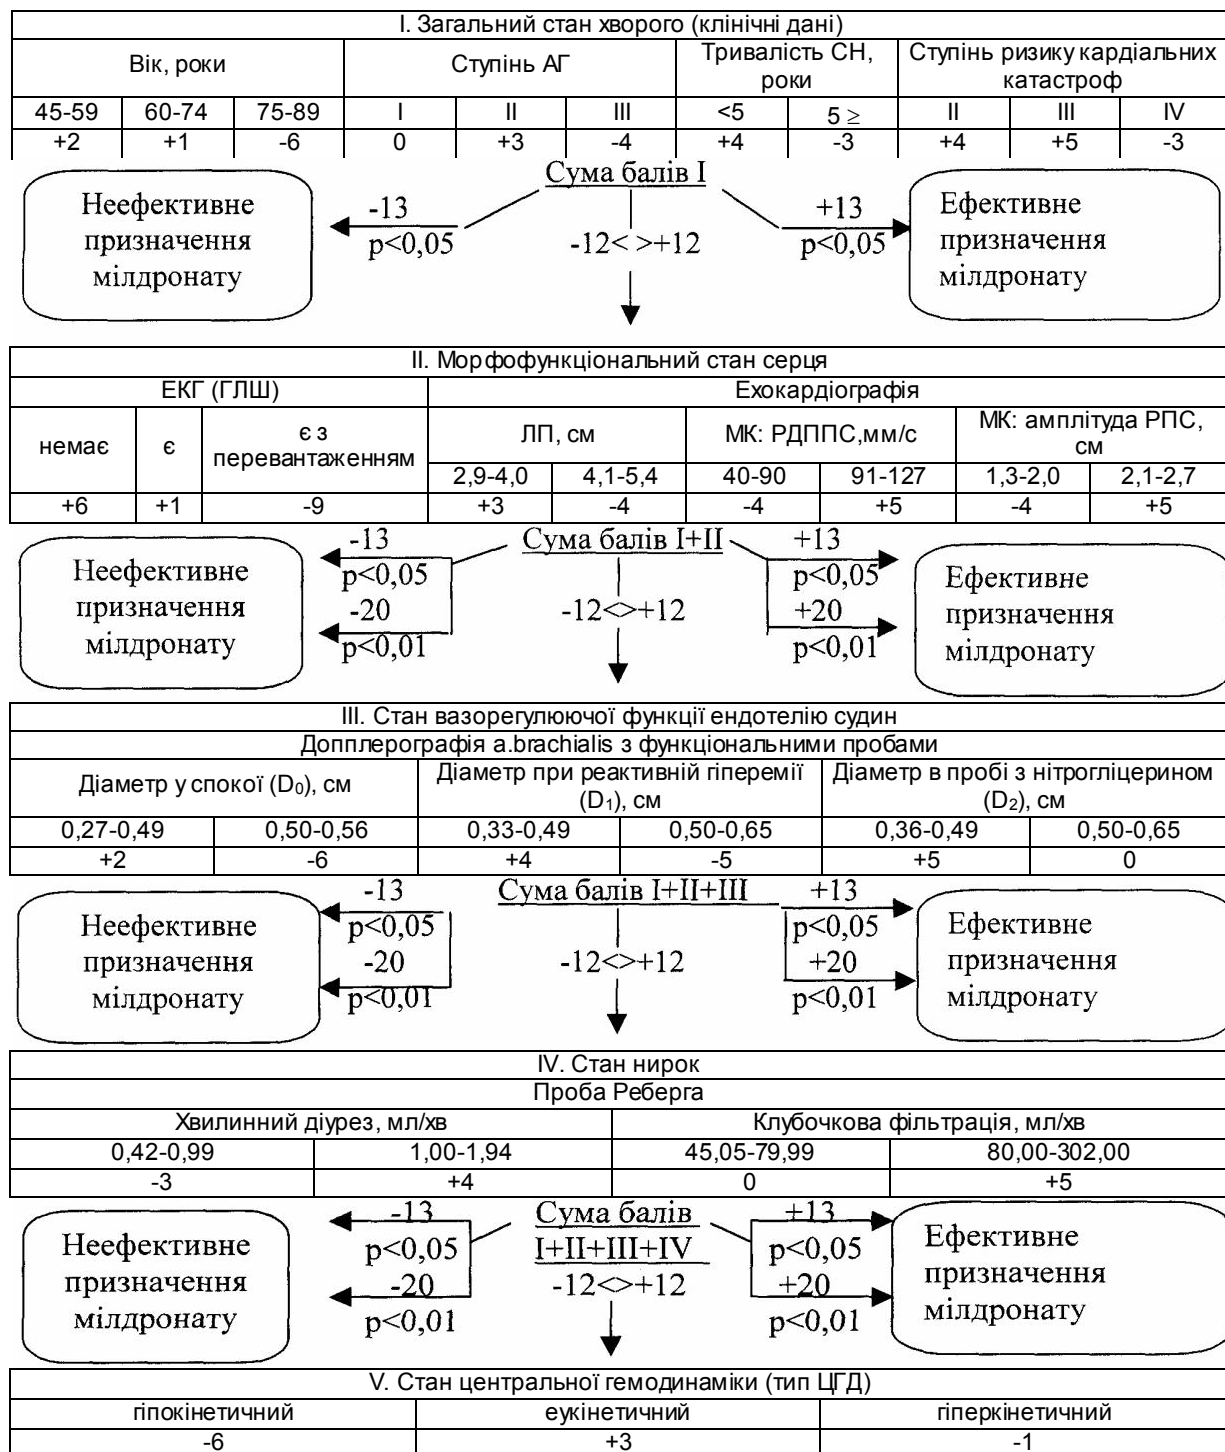 І. Загальний стан хворого (клінічні дані)
Вік, роки Ступінь АГ Тривалість СН, роки Ступінь ризику кардіальних катастроф
45-59 60-74 75-89 I II III <5 5 ≥ II III IV
+2 +1 -6 0 +3 -4 +4 -3 +4 +5 -3
Сума балів I
Неефективне призначення мілдронату
-13
p<0,05
-12< >+12
+13
p<0,05
Ефективне призначення мілдронату
ІІ. Морфофункціональний стан серця
ЕКГ (ГЛШ) Ехокардіографія
немає є є з перевантаженням ЛП, см МК: РДППС,мм/с МК: амплітуда РПС, см
2,9-4,0 4,1-5,4 40-90 91-127 1,3-2,0 2,1-2,7
+6 +1 -9 +3 -4 -4 +5 -4 +5
Сума балів I+II
Неефективне призначення мілдронату
-13
p<0,05
-20
p<0,01
-12<>+12
+13
p<0,05
+20
p<0,01
Ефективне призначення мілдронату
ІІІ. Стан вазорегулюючої функції ендотелію судин
Допплерографія a.brachialis з функціональними пробами
Діаметр у спокої (D₀), см Діаметр при реактивній гіперемії (D₁), см Діаметр в пробі з нітрогліцерином (D₂), см
0,27-0,49 0,50-0,56 0,33-0,49 0,50-0,65 0,36-0,49 0,50-0,65
+2 -6 +4 -5 +5 0
Сума балів I+II+III
Неефективне призначення мілдронату
-13
p<0,05
-20
p<0,01
-12<>+12
+13
p<0,05
+20
p<0,01
Ефективне призначення мілдронату
IV. Стан нирок
Проба Реберга
Хвилинний діурез, мл/хв Клубочкова фільтрація, мл/хв
0,42-0,99 1,00-1,94 45,05-79,99 80,00-302,00
-3 +4 0 +5
Сума балів
I+II+III+IV
Неефективне призначення мілдронату
-13
p<0,05
-20
p<0,01
-12<>+12
+13
p<0,05
+20
p<0,01
Ефективне призначення мілдронату
V. Стан центральної гемодинаміки (тип ЦГД)
гіпокінетичний еукінетичний гіперкінетичний
-6 +3 -1